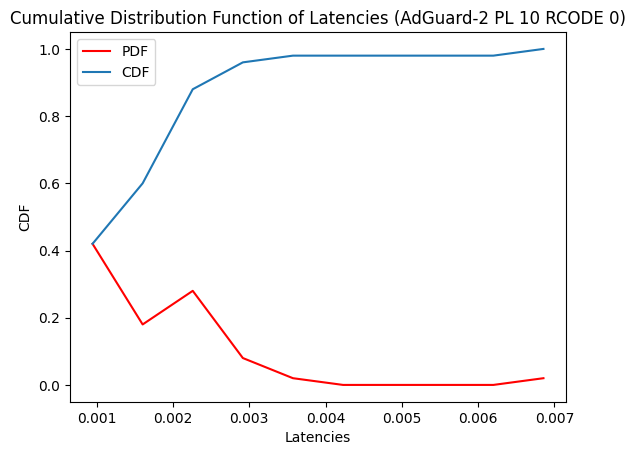 Cumulative Distribution Function of Latencies (AdGuard-2 PL 10 RCODE 0)
PDF
CDF
1.0
0.8
0.6
0.4
0.2
0.0
CDF
0.001 0.002 0.003 0.004 0.005 0.006 0.007
Latencies